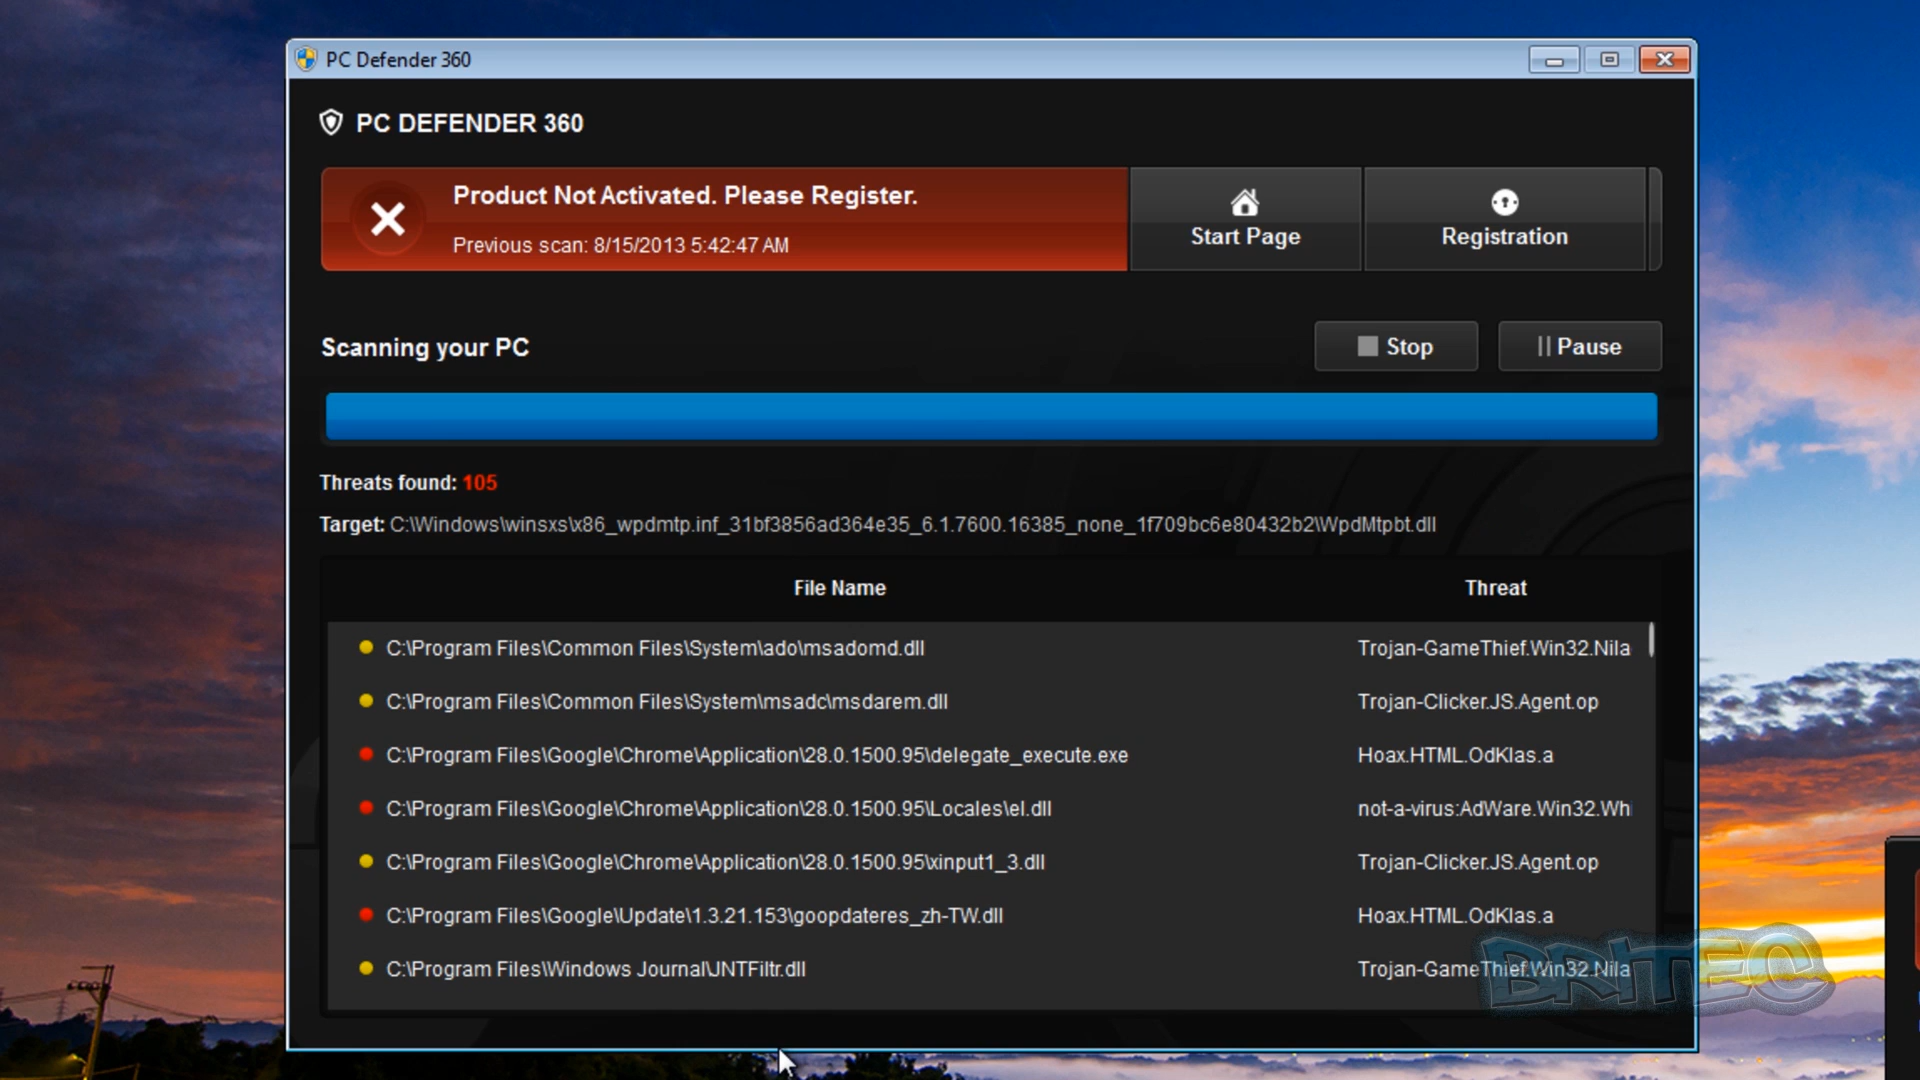 PC Defender 360
PC DEFENDER 360
Product Not Activated. Please Register.
Previous scan: 8/15/2013 5:42:47 AM
Start Page
Registration
Scanning your PC
Stop
Pause
Threats found: 105
Target: C:\Windows\winsxs\x86_wpdmtp.inf_31bf3856ad364e35_6.1.7600.16385_none_1f709bc6e80432b2\WpdMtpbt.dll
File Name Threat
C:\Program Files\Common Files\System\ado\msadomd.dll Trojan-GameThief.Win32.Nila
C:\Program Files\Common Files\System\msadc\msdarem.dll Trojan-Clicker.JS.Agent.op
C:\Program Files\Google\Chrome\Application\28.0.1500.95\delegate_execute.exe Hoax.HTML.OdKlas.a
C:\Program Files\Google\Chrome\Application\28.0.1500.95\Locales\el.dll not-a-virus:AdWare.Win32.Wh
C:\Program Files\Google\Chrome\Application\28.0.1500.95\xinput1_3.dll Trojan-Clicker.JS.Agent.op
C:\Program Files\Google\Update\1.3.21.153\goopdateres_zh-TW.dll Hoax.HTML.OdKlas.a
C:\Program Files\Windows Journal\JNTFiltr.dll Trojan-GameThief.Win32.Nila
BRITEC